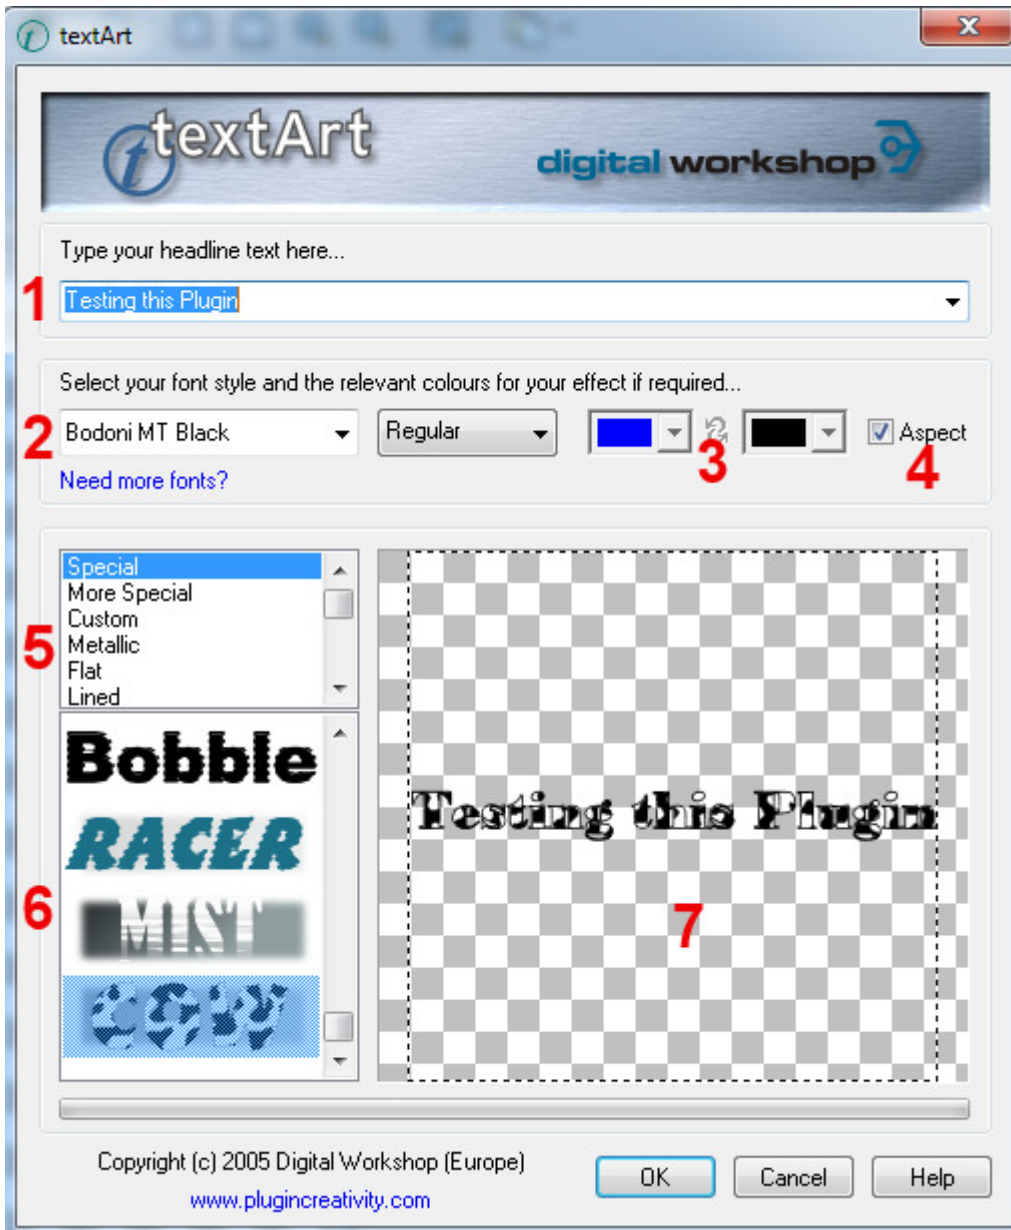 textArt
textArt
digital workshop
Type your headline text here...
1
Testing this Plugin
Select your font style and the relevant colours for your effect if required...
2
Bodoni MT Black
Regular
3
Aspect
4
Need more fonts?
5
Special
More Special
Custom
Metallic
Flat
Lined
6
Bobble
RACER
MIST
COW
Testing this Plugin
7
Copyright (c) 2005 Digital Workshop (Europe)
www.plugincreativity.com
OK
Cancel
Help